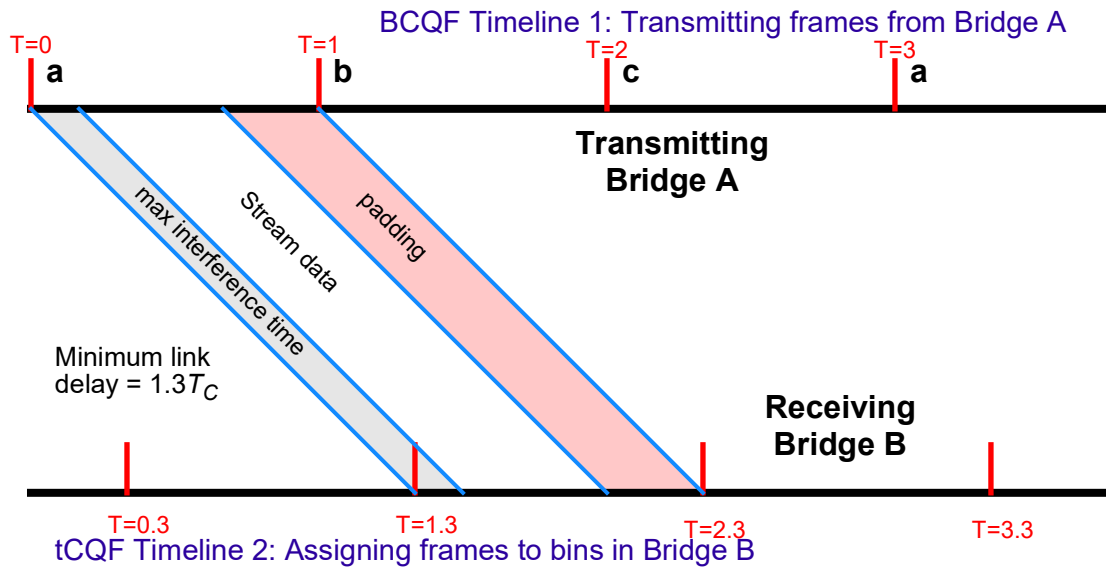 BCQF Timeline 1: Transmitting frames from Bridge A
T=0
T=1
T=2
T=3
a
b
c
a
Transmitting
Bridge A
max interference time
Stream data
padding
Minimum link
delay = 1.3T_C
Receiving
Bridge B
T=0.3
T=1.3
T=2.3
T=3.3
tCQF Timeline 2: Assigning frames to bins in Bridge B